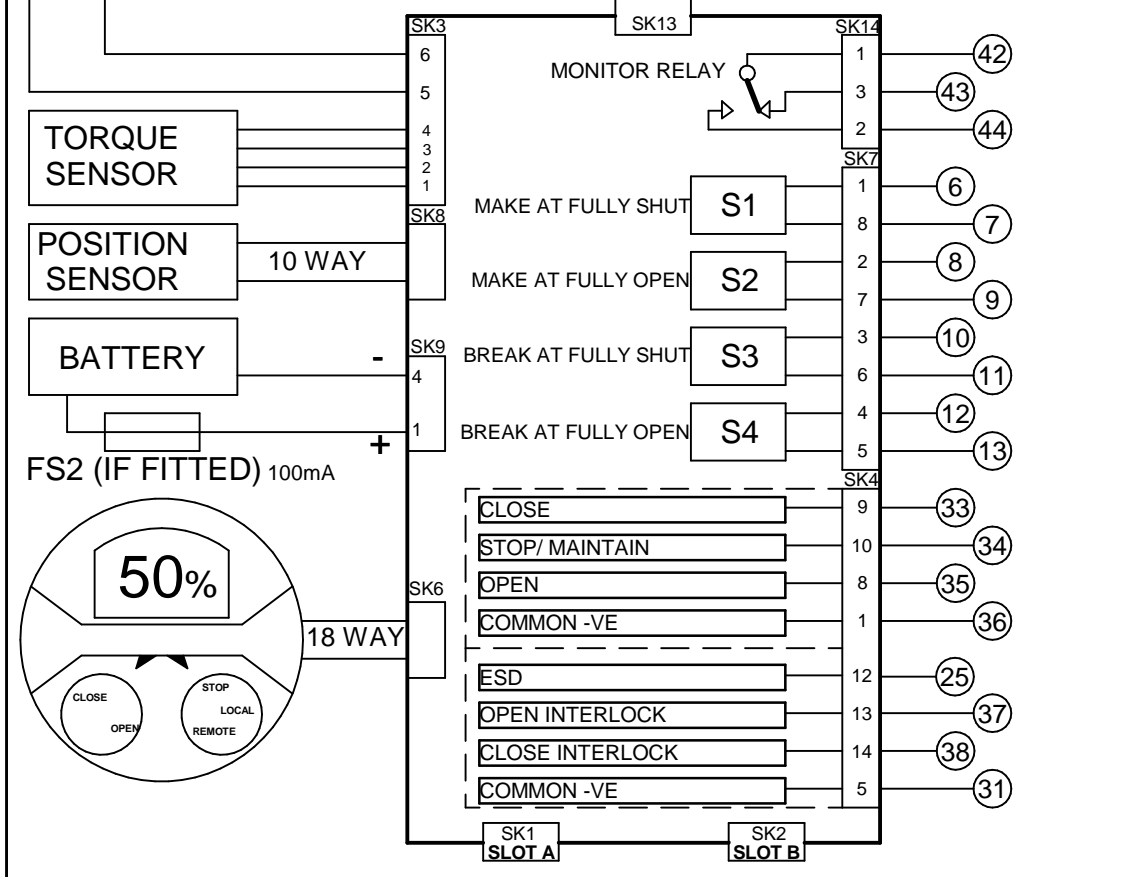 SK3
SK13
SK14
6
MONITOR RELAY
1
42
5
3
43
2
44
TORQUE
SENSOR
4
3
2
1
SK7
MAKE AT FULLY SHUT
S1
1
6
8
7
SK8
POSITION
SENSOR
10 WAY
MAKE AT FULLY OPEN
S2
2
8
7
9
BATTERY
-
SK9
4
BREAK AT FULLY SHUT
S3
3
10
6
11
+
1
BREAK AT FULLY OPEN
S4
4
12
5
13
FS2 (IF FITTED) 100mA
SK4
CLOSE
9
33
STOP/ MAINTAIN
10
34
OPEN
8
35
COMMON -VE
1
36
50%
SK6
18 WAY
CLOSE
OPEN
STOP
LOCAL
REMOTE
ESD
12
25
OPEN INTERLOCK
13
37
CLOSE INTERLOCK
14
38
COMMON -VE
5
31
SK1
SLOT A
SK2
SLOT B